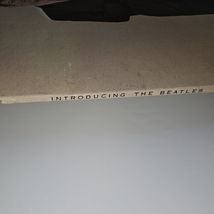 INTRODUCING · THE BEATLES